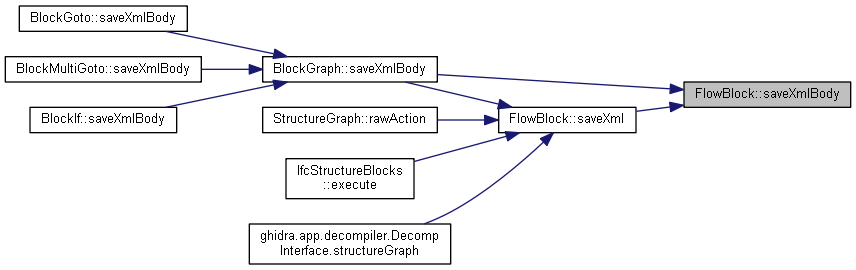 BlockGoto::saveXmlBody
BlockMultiGoto::saveXmlBody
BlockIf::saveXmlBody
BlockGraph::saveXmlBody
StructureGraph::rawAction
IfcStructureBlocks
::execute
ghidra.app.decompiler.Decomp
Interface.structureGraph
FlowBlock::saveXml
FlowBlock::saveXmlBody